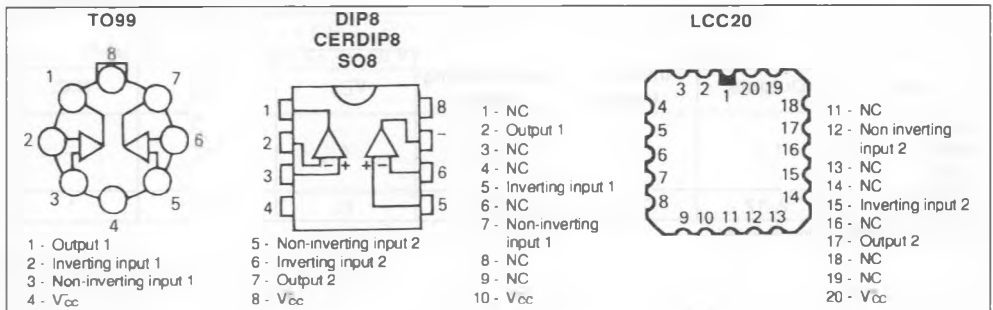 TO99
8
1
7
2
6
3
5
4
1 - Output 1
2 - Inverting input 1
3 - Non-inverting input 1
4 - Vcc
DIP8
CERDIP8
SO8
1
8
2
–
3
6
4
5
+
+
–
5 - Non-inverting input 2
6 - Inverting input 2
7 - Output 2
8 - Vcc
1 - NC
2 - Output 1
3 - NC
4 - NC
5 - Inverting input 1
6 - NC
7 - Non-inverting
input 1
8 - NC
9 - NC
10 - Vcc
LCC20
3 2 1 20 19
4
18
5
17
6
16
7
15
8
14
9 10 11 12 13
11 - NC
12 - Non inverting
input 2
13 - NC
14 - NC
15 - Inverting input 2
16 - NC
17 - Output 2
18 - NC
19 - NC
20 - Vcc